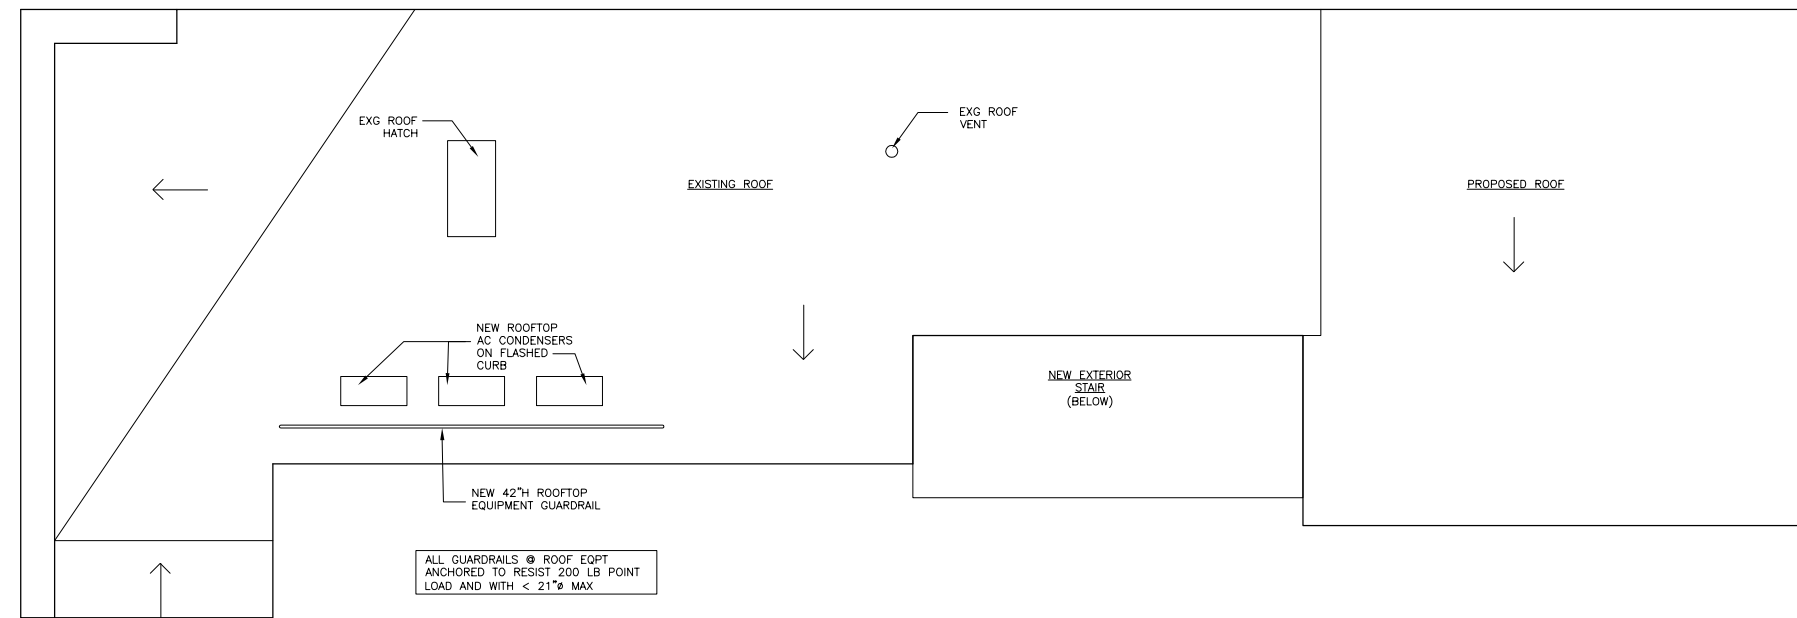 EXG ROOF
HATCH
EXG ROOF
VENT
EXISTING ROOF
PROPOSED ROOF
NEW ROOFTOP
AC CONDENSERS
ON FLASHED
CURB
NEW EXTERIOR
STAIR
(BELOW)
NEW 42"H ROOFTOP
EQUIPMENT GUARDRAIL
ALL GUARDRAILS @ ROOF EQPT
ANCHORED TO RESIST 200 LB POINT
LOAD AND WITH < 21"ø MAX